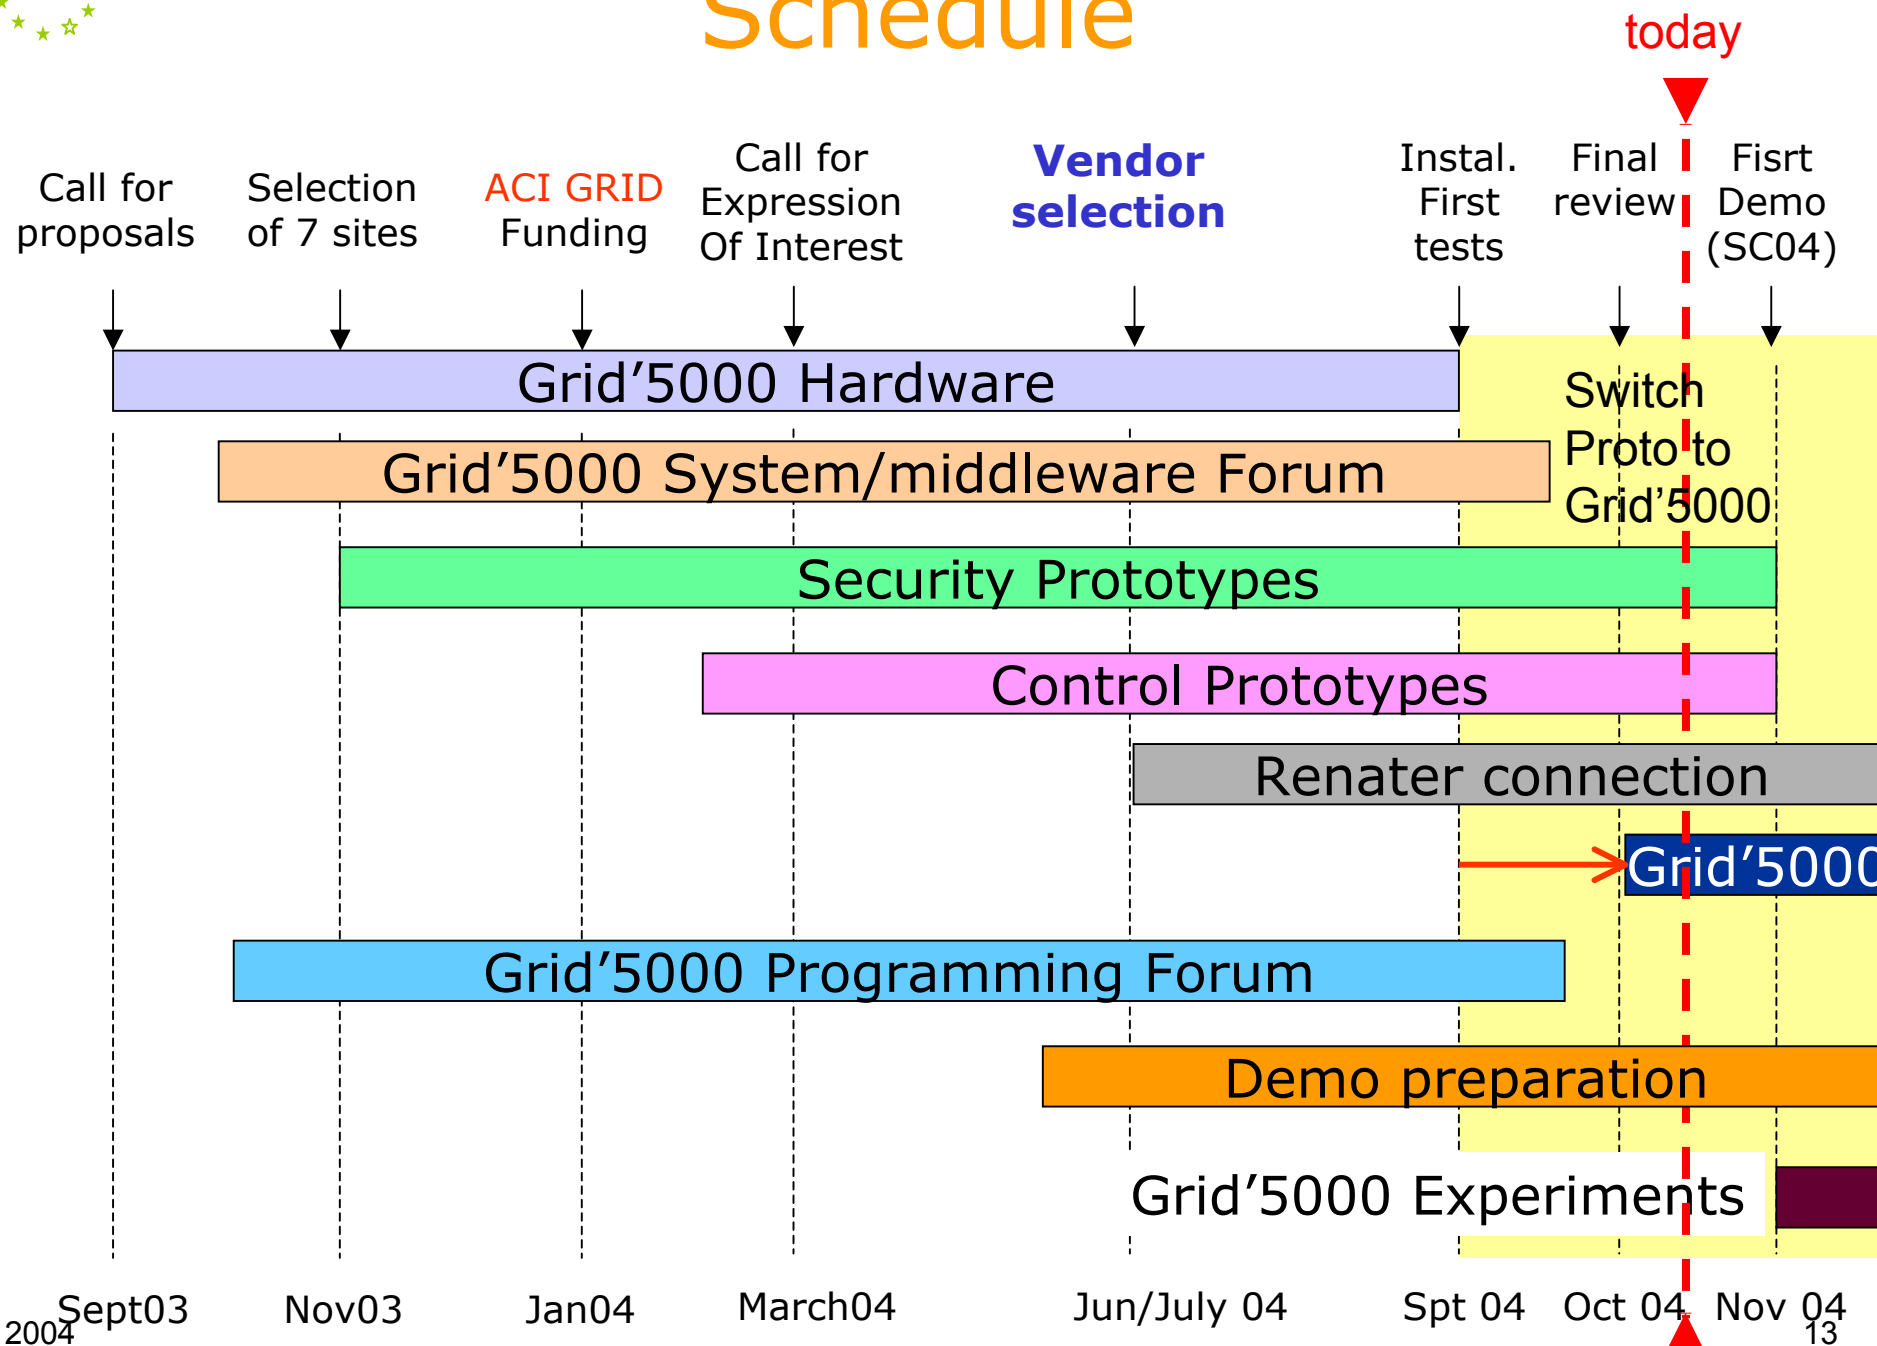 Schedule
today
Call for
proposals
Selection
of 7 sites
ACI GRID
Funding
Call for
Expression
Of Interest
Vendor
selection
Instal.
First
tests
Final
review
Fisrt
Demo
(SC04)
Grid'5000 Hardware
Switch
Proto to
Grid'5000
Grid'5000 System/middleware Forum
Security Prototypes
Control Prototypes
Renater connection
Grid'5000
Grid'5000 Programming Forum
Demo preparation
Grid'5000 Experiments
Sept03
Nov03
Jan04
March04
Jun/July 04
Spt 04
Oct 04
Nov 04
2004
13